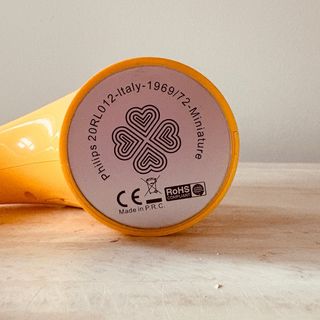 Philips 20RL012-Italy-1969/72-Miniature
CE RoHS
COMPLIANT
Made in P.R.C.